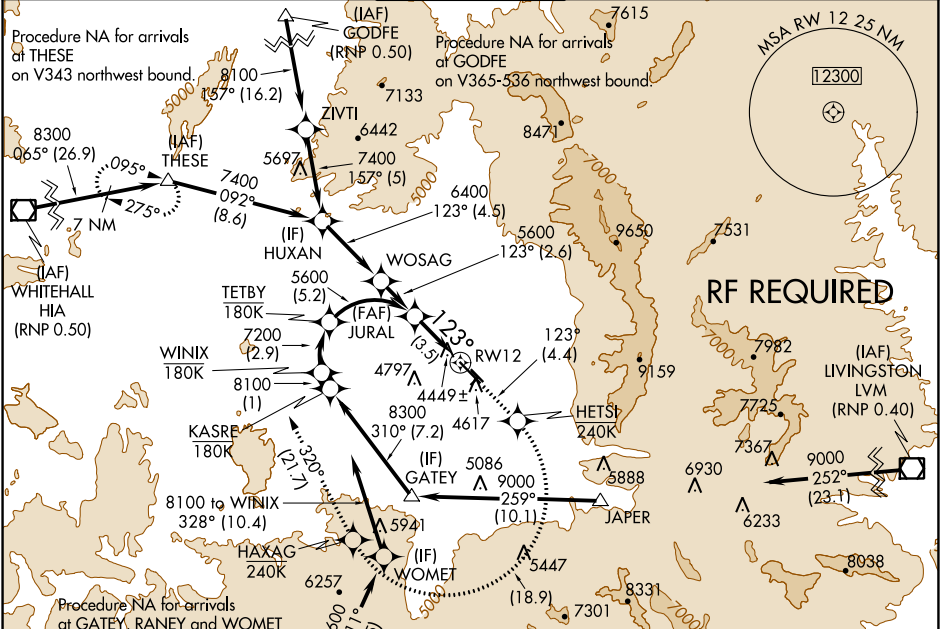 Procedure NA for arrivals
at THESE
on V343 northwest bound.
(IAF)
GODFE
(RNP 0.50)
Procedure NA for arrivals
at GODFE
on V365-536 northwest bound.
7615
MSA RW 12 25 NM
12300
8100
157° (16.2)
7133
ZIVTI
6442
8471
7000
5697
7400
157° (5)
5000
8300
065° (26.9)
(IAF)
THESE
095°
275°
7 NM
7400
092°
(8.6)
6400
123° (4.5)
5600
123° (2.6)
9650
7531
5000
(IF)
HUXAN
WOSAG
(IAF)
WHITEHALL
HIA
(RNP 0.50)
RF REQUIRED
5600
(5.2)
TETBY
180K
(FAF)
JURAL
123°
(3.5)
RW12
123°
(4.4)
7200
(2.9)
WINIX
180K
8100
(1)
4797
4449±
4617
9159
7982
7725
(IAF)
LIVINGSTON
LVM
(RNP 0.40)
KASRE
180K
8300
310° (7.2)
HETSI
240K
320°
(21.7)
(IF)
GATEY
5086
9000
259°
(10.1)
5888
6930
7367
6233
9000
252°
(23.1)
JAPER
8100 to WINIX
328° (10.4)
5941
HAXAG
240K
(IF)
WOMET
5447
(18.9)
6257
5000
8038
8331
7301
7000
Procedure NA for arrivals
at GATEY, RANEY and WOMET